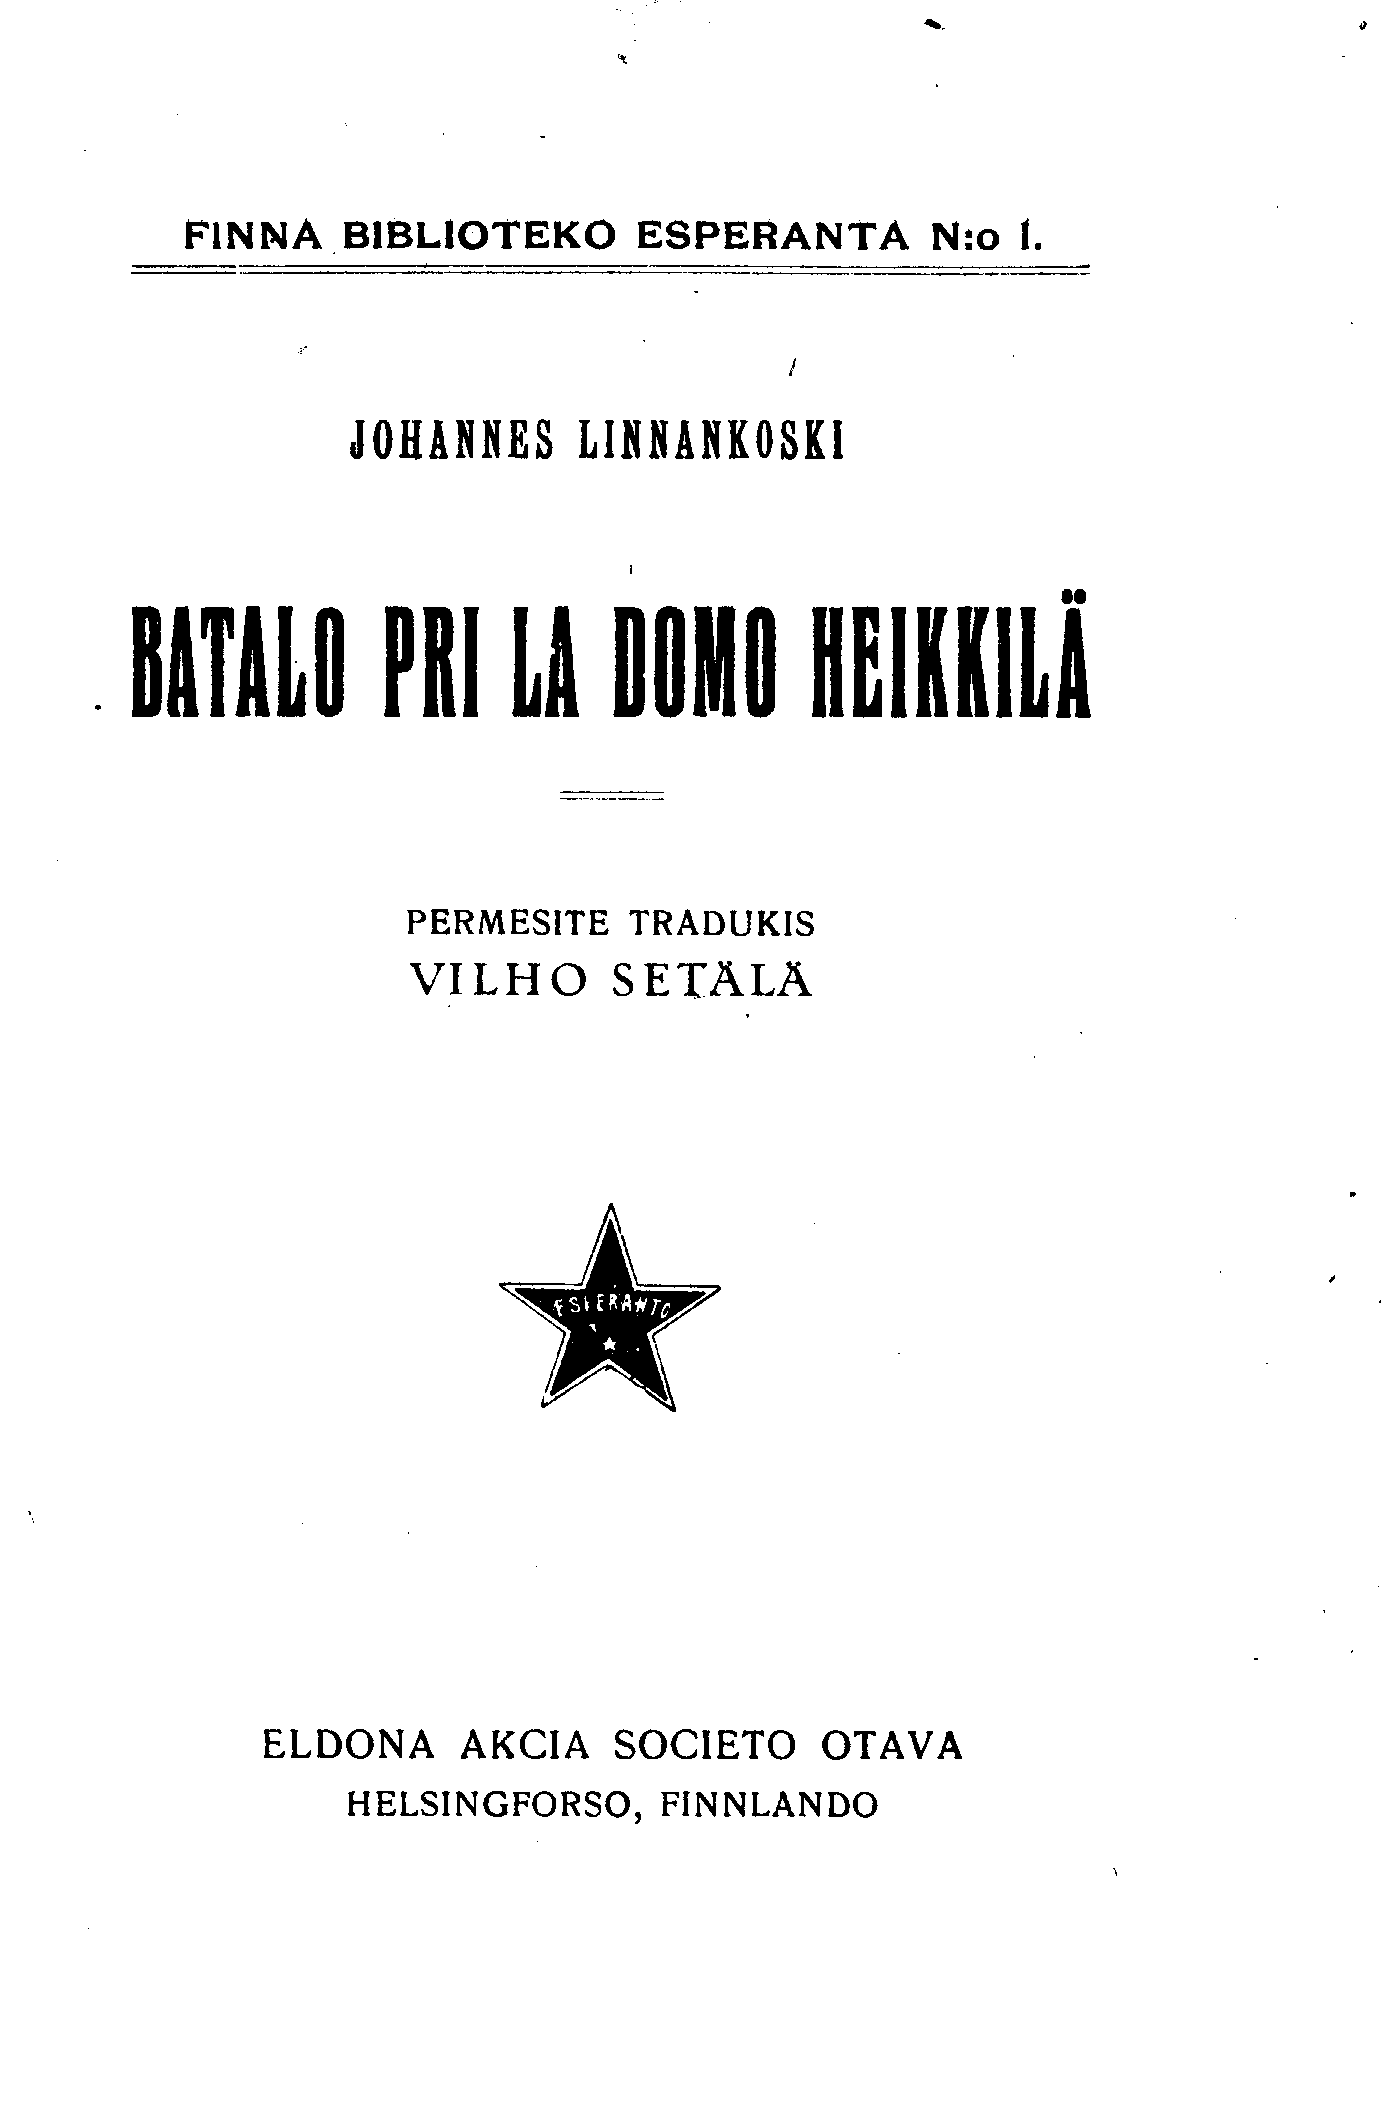 FINNA BIBLIOTEKO ESPERANTA N:o 1.
JOHANNES LINNANKOSKI
BATALO PRI LA DOMO HEIKKILÄ
PERMESITE TRADUKIS
VILHO SETÄLÄ
ESPERANTO
ELDONA AKCIA SOCIETO OTAVA
HELSINGFORSO, FINNLANDO